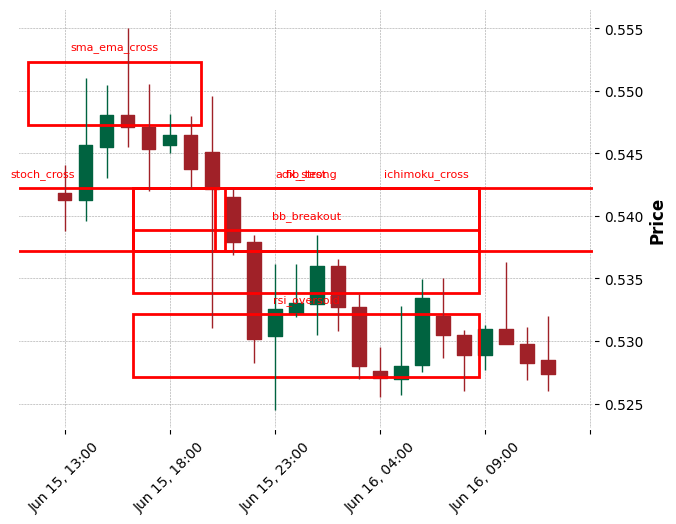 sma_ema_cross
0.555
0.550
0.545
stoch_cross
adx_strong
ichimoku_cross
0.540
bb_breakout
Price
0.535
0.530
0.525
Jun 15, 13:00
Jun 15, 18:00
Jun 15, 23:00
Jun 16, 04:00
Jun 16, 09:00